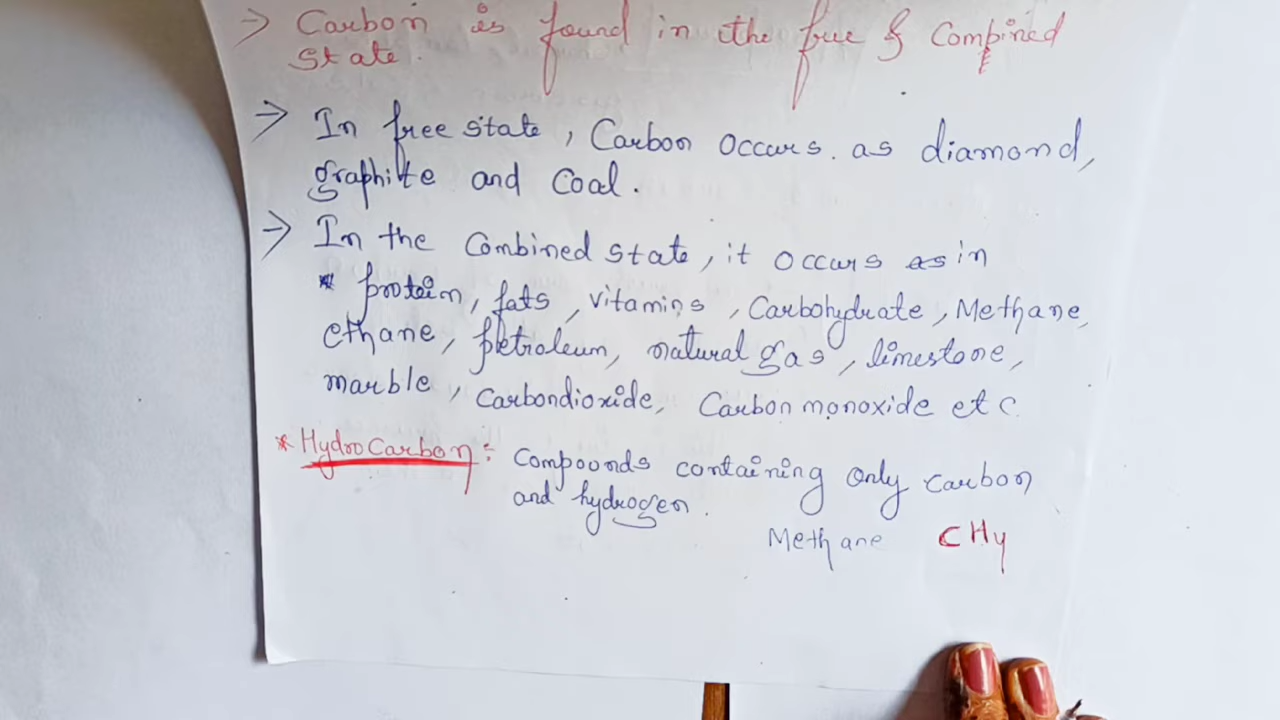 -> Carbon is found in the free & Combined
State.
-> In free state, Carbon occurs. as diamond,
graphite and Coal.
-> In the Combined state, it occurs as in
* protein, fats, vitamins, Carbohydrate, Methane,
ethane, petroleum, natural gas, limestone,
marble, Carbondioxide, Carbon monoxide etc.
* HydroCarbon: Compounds containing only carbon
and hydrogen.
Methane CH4